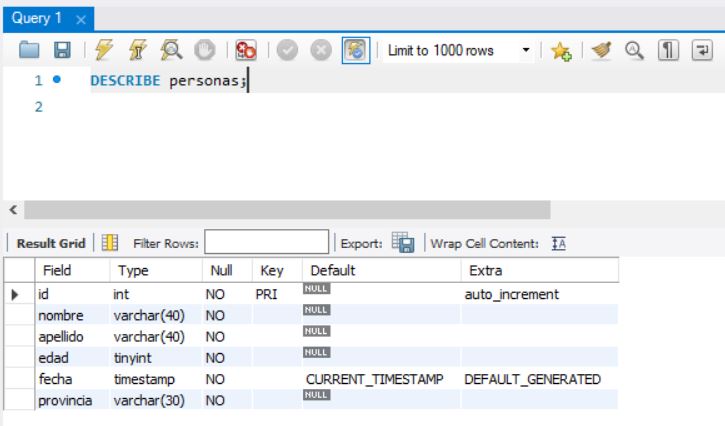 Query 1
Limit to 1000 rows
1 DESCRIBE personas;
2
Result Grid Filter Rows: Export: Wrap Cell Content: IA
Field Type Null Key Default Extra
id int NO PRI NULL auto_increment
nombre varchar(40) NO NULL
apellido varchar(40) NO NULL
edad tinyint NO NULL
fecha timestamp NO CURRENT_TIMESTAMP DEFAULT_GENERATED
provincia varchar(30) NO NULL